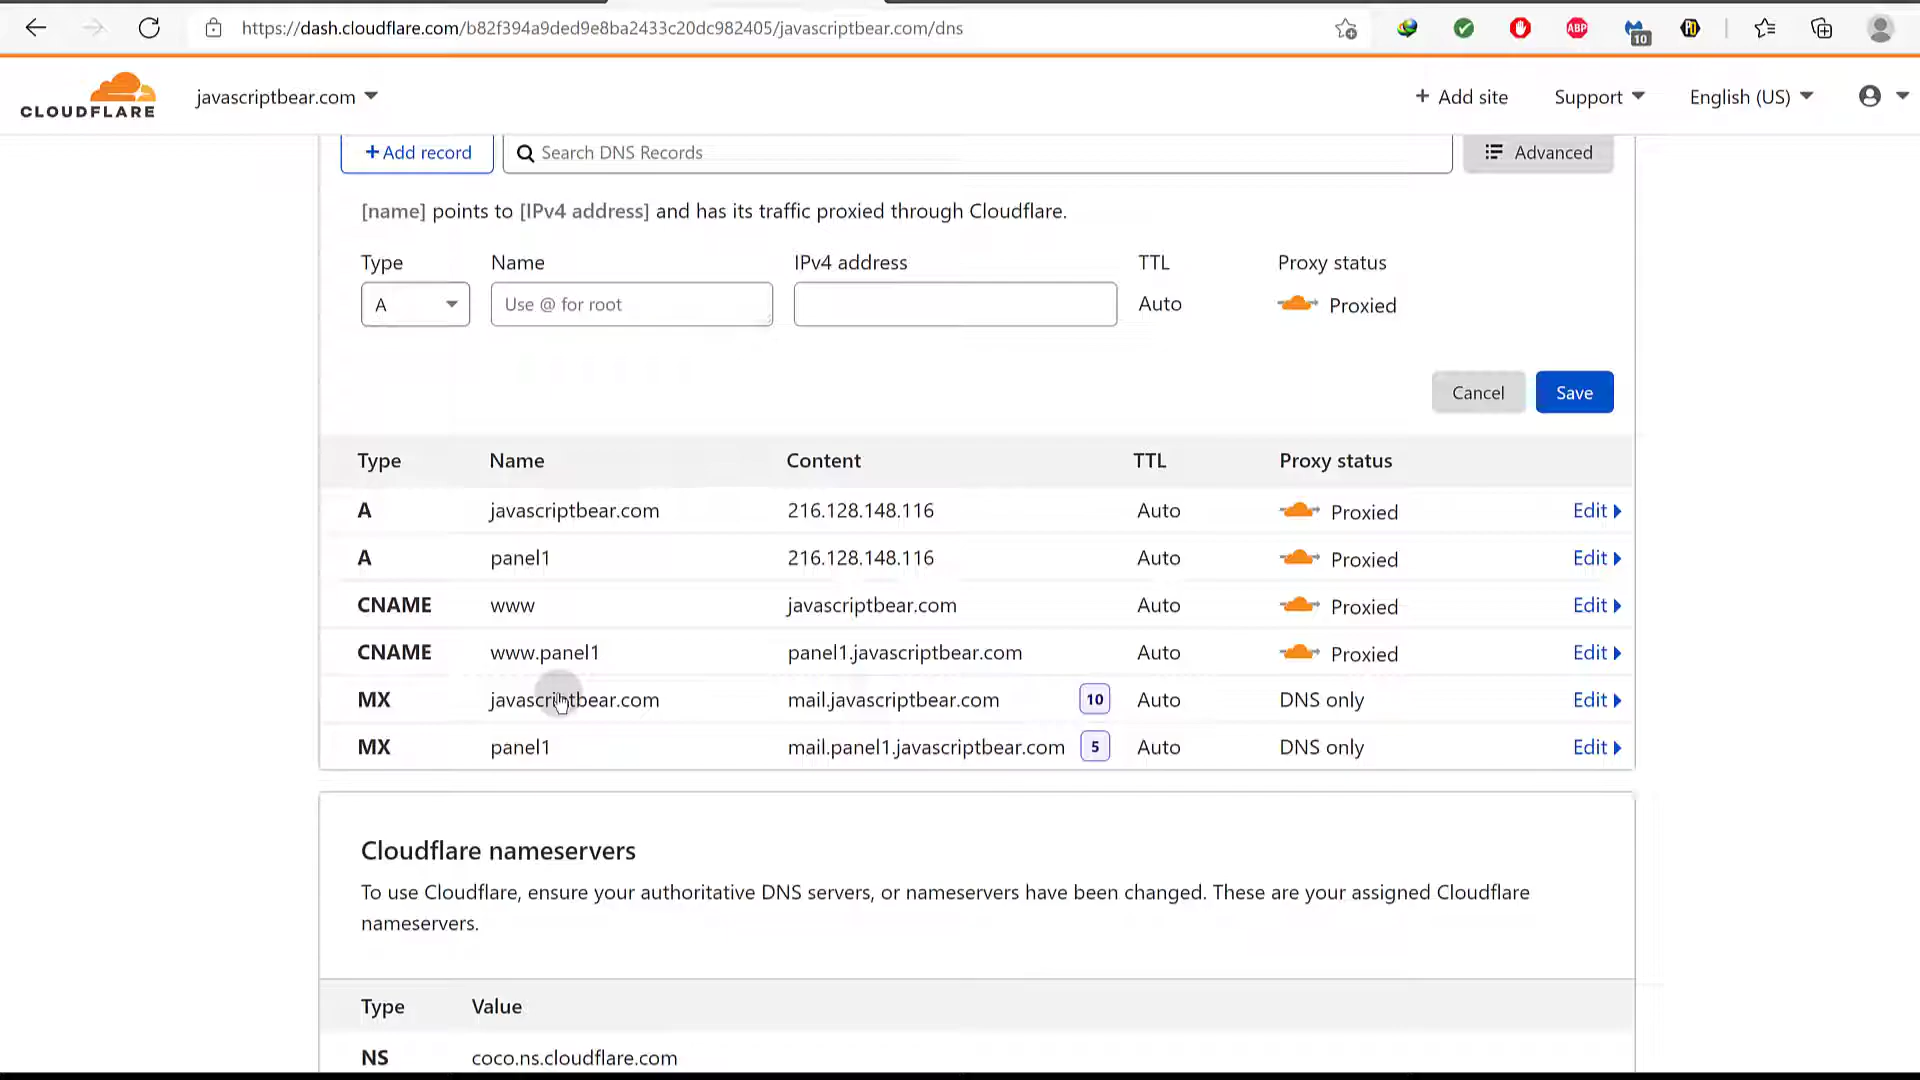 https://dash.cloudflare.com/b82f394a9ded9e8ba2433c20dc982405/javascriptbear.com/dns
ABP
10
CLOUDFLARE
javascriptbear.com
+ Add site
Support
English (US)
+ Add record
Search DNS Records
Advanced
[name] points to [IPv4 address] and has its traffic proxied through Cloudflare.
Type Name IPv4 address TTL Proxy status
A Use @ for root Auto Proxied
Cancel Save
Type Name Content TTL Proxy status
A javascriptbear.com 216.128.148.116 Auto Proxied Edit
A panel1 216.128.148.116 Auto Proxied Edit
CNAME www javascriptbear.com Auto Proxied Edit
CNAME www.panel1 panel1.javascriptbear.com Auto Proxied Edit
MX javascriptbear.com mail.javascriptbear.com 10 Auto DNS only Edit
MX panel1 mail.panel1.javascriptbear.com 5 Auto DNS only Edit
Cloudflare nameservers
To use Cloudflare, ensure your authoritative DNS servers, or nameservers have been changed. These are your assigned Cloudflare
nameservers.
Type Value
NS coco.ns.cloudflare.com